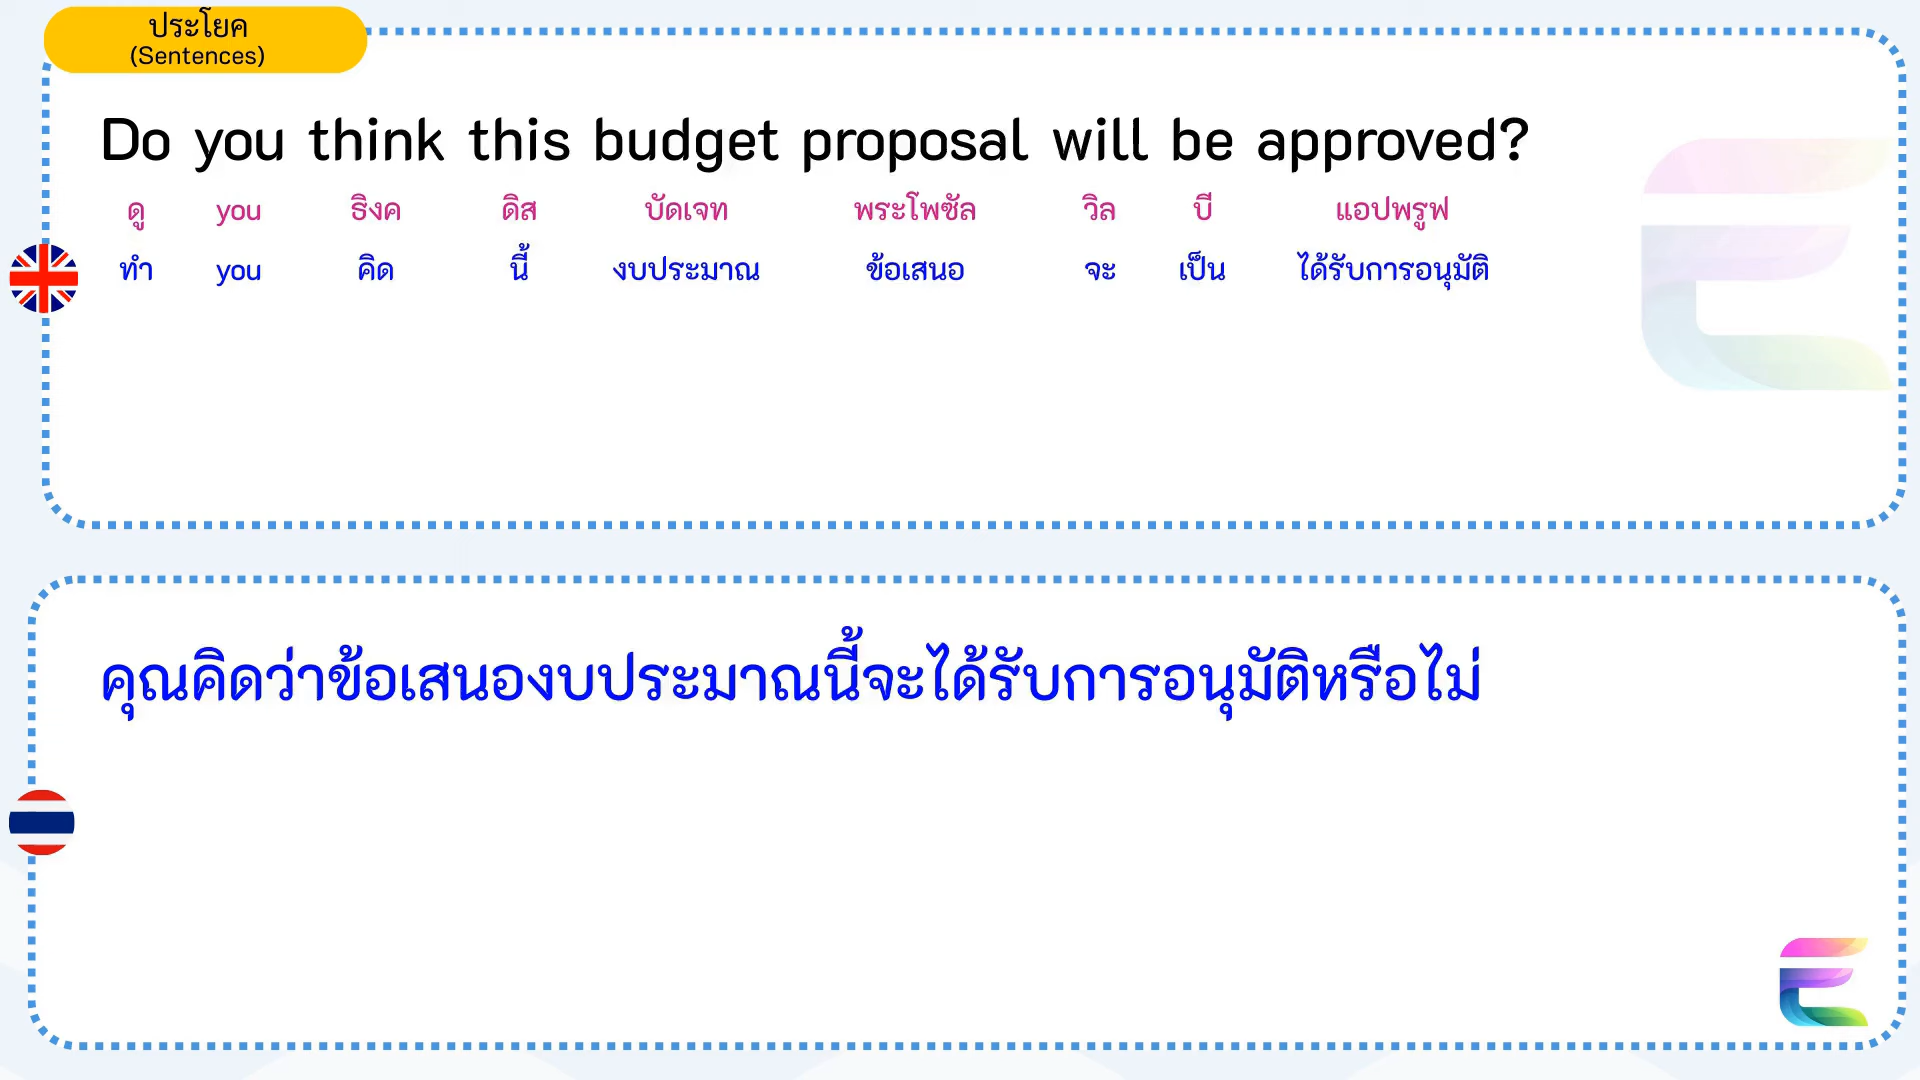 ประโยค
(Sentences)
Do you think this budget proposal will be approved?
ดู you ธิงค ดิส บัดเจท พระโพซัล วิล บี แอปพรูฟ
ทำ you คิด นี้ งบประมาณ ข้อเสนอ จะ เป็น ได้รับการอนุมัติ
คุณคิดว่าข้อเสนองบประมาณนี้จะได้รับการอนุมัติหรือไม่